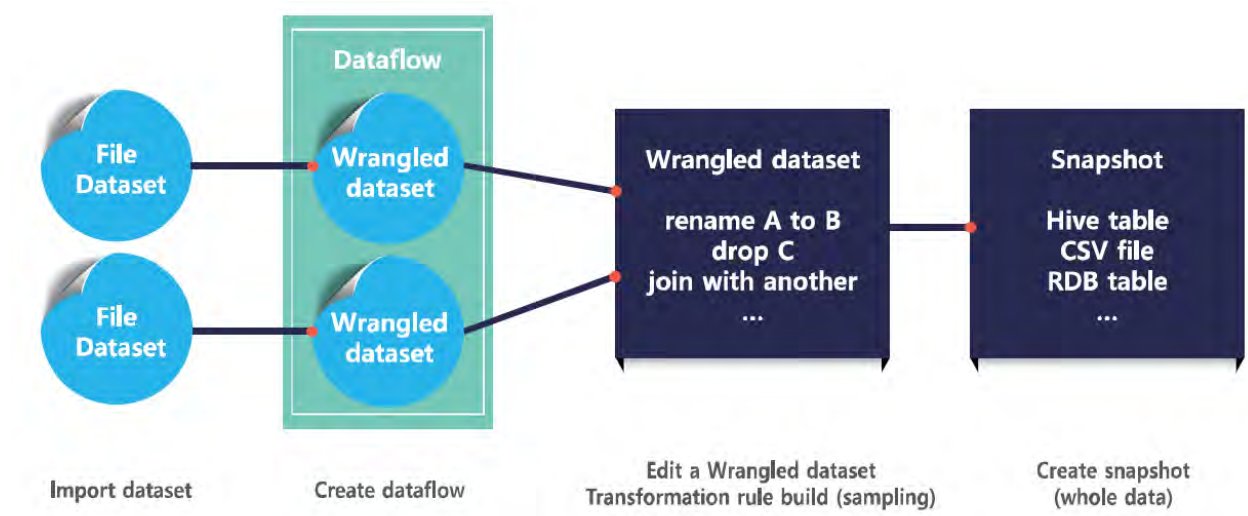 Dataflow
File
Dataset
Wrangled
dataset
File
Dataset
Wrangled
dataset
Wrangled dataset
rename A to B
drop C
join with another
...
Snapshot
Hive table
CSV file
RDB table
...
Import dataset
Create dataflow
Edit a Wrangled dataset
Transformation rule build (sampling)
Create snapshot
(whole data)